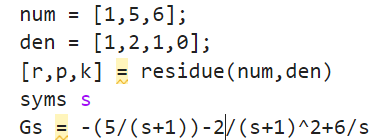 num = [1,5,6];
den = [1,2,1,0];
[r,p,k] = residue(num,den)
syms s
Gs = -(5/(s+1))-2/(s+1)^2+6/s